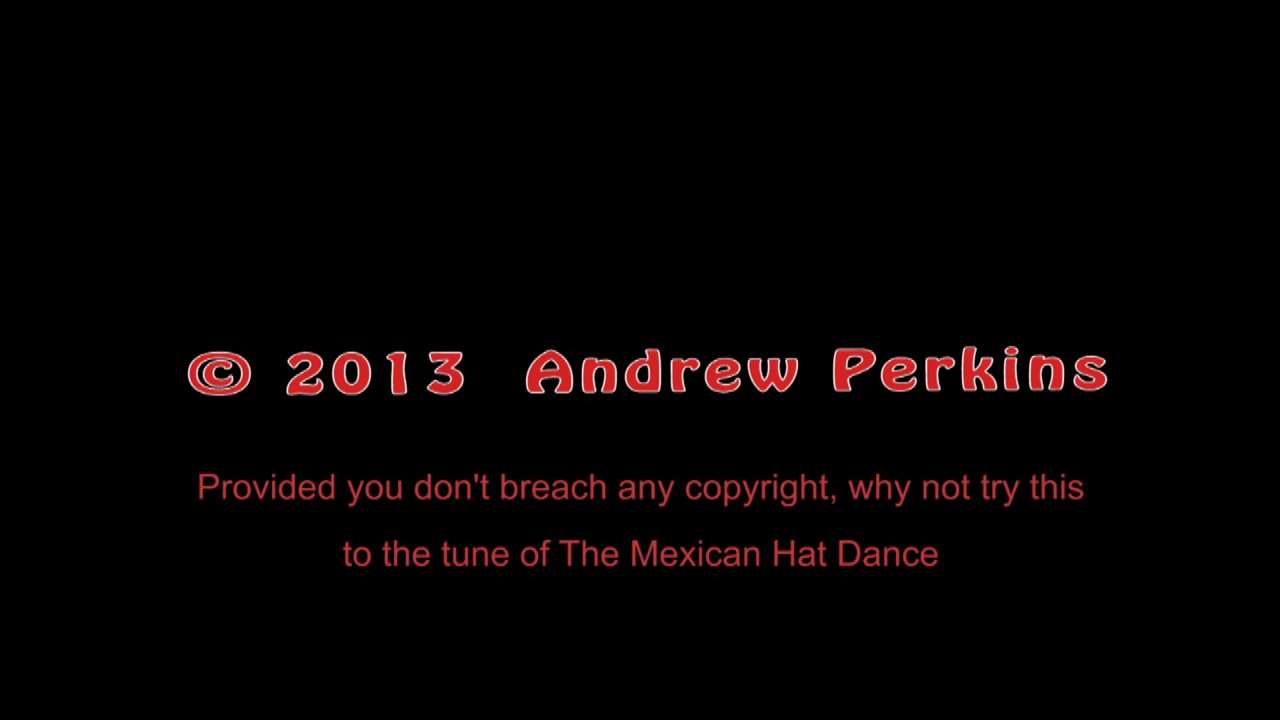 © 2013 Andrew Perkins
Provided you don't breach any copyright, why not try this
to the tune of The Mexican Hat Dance